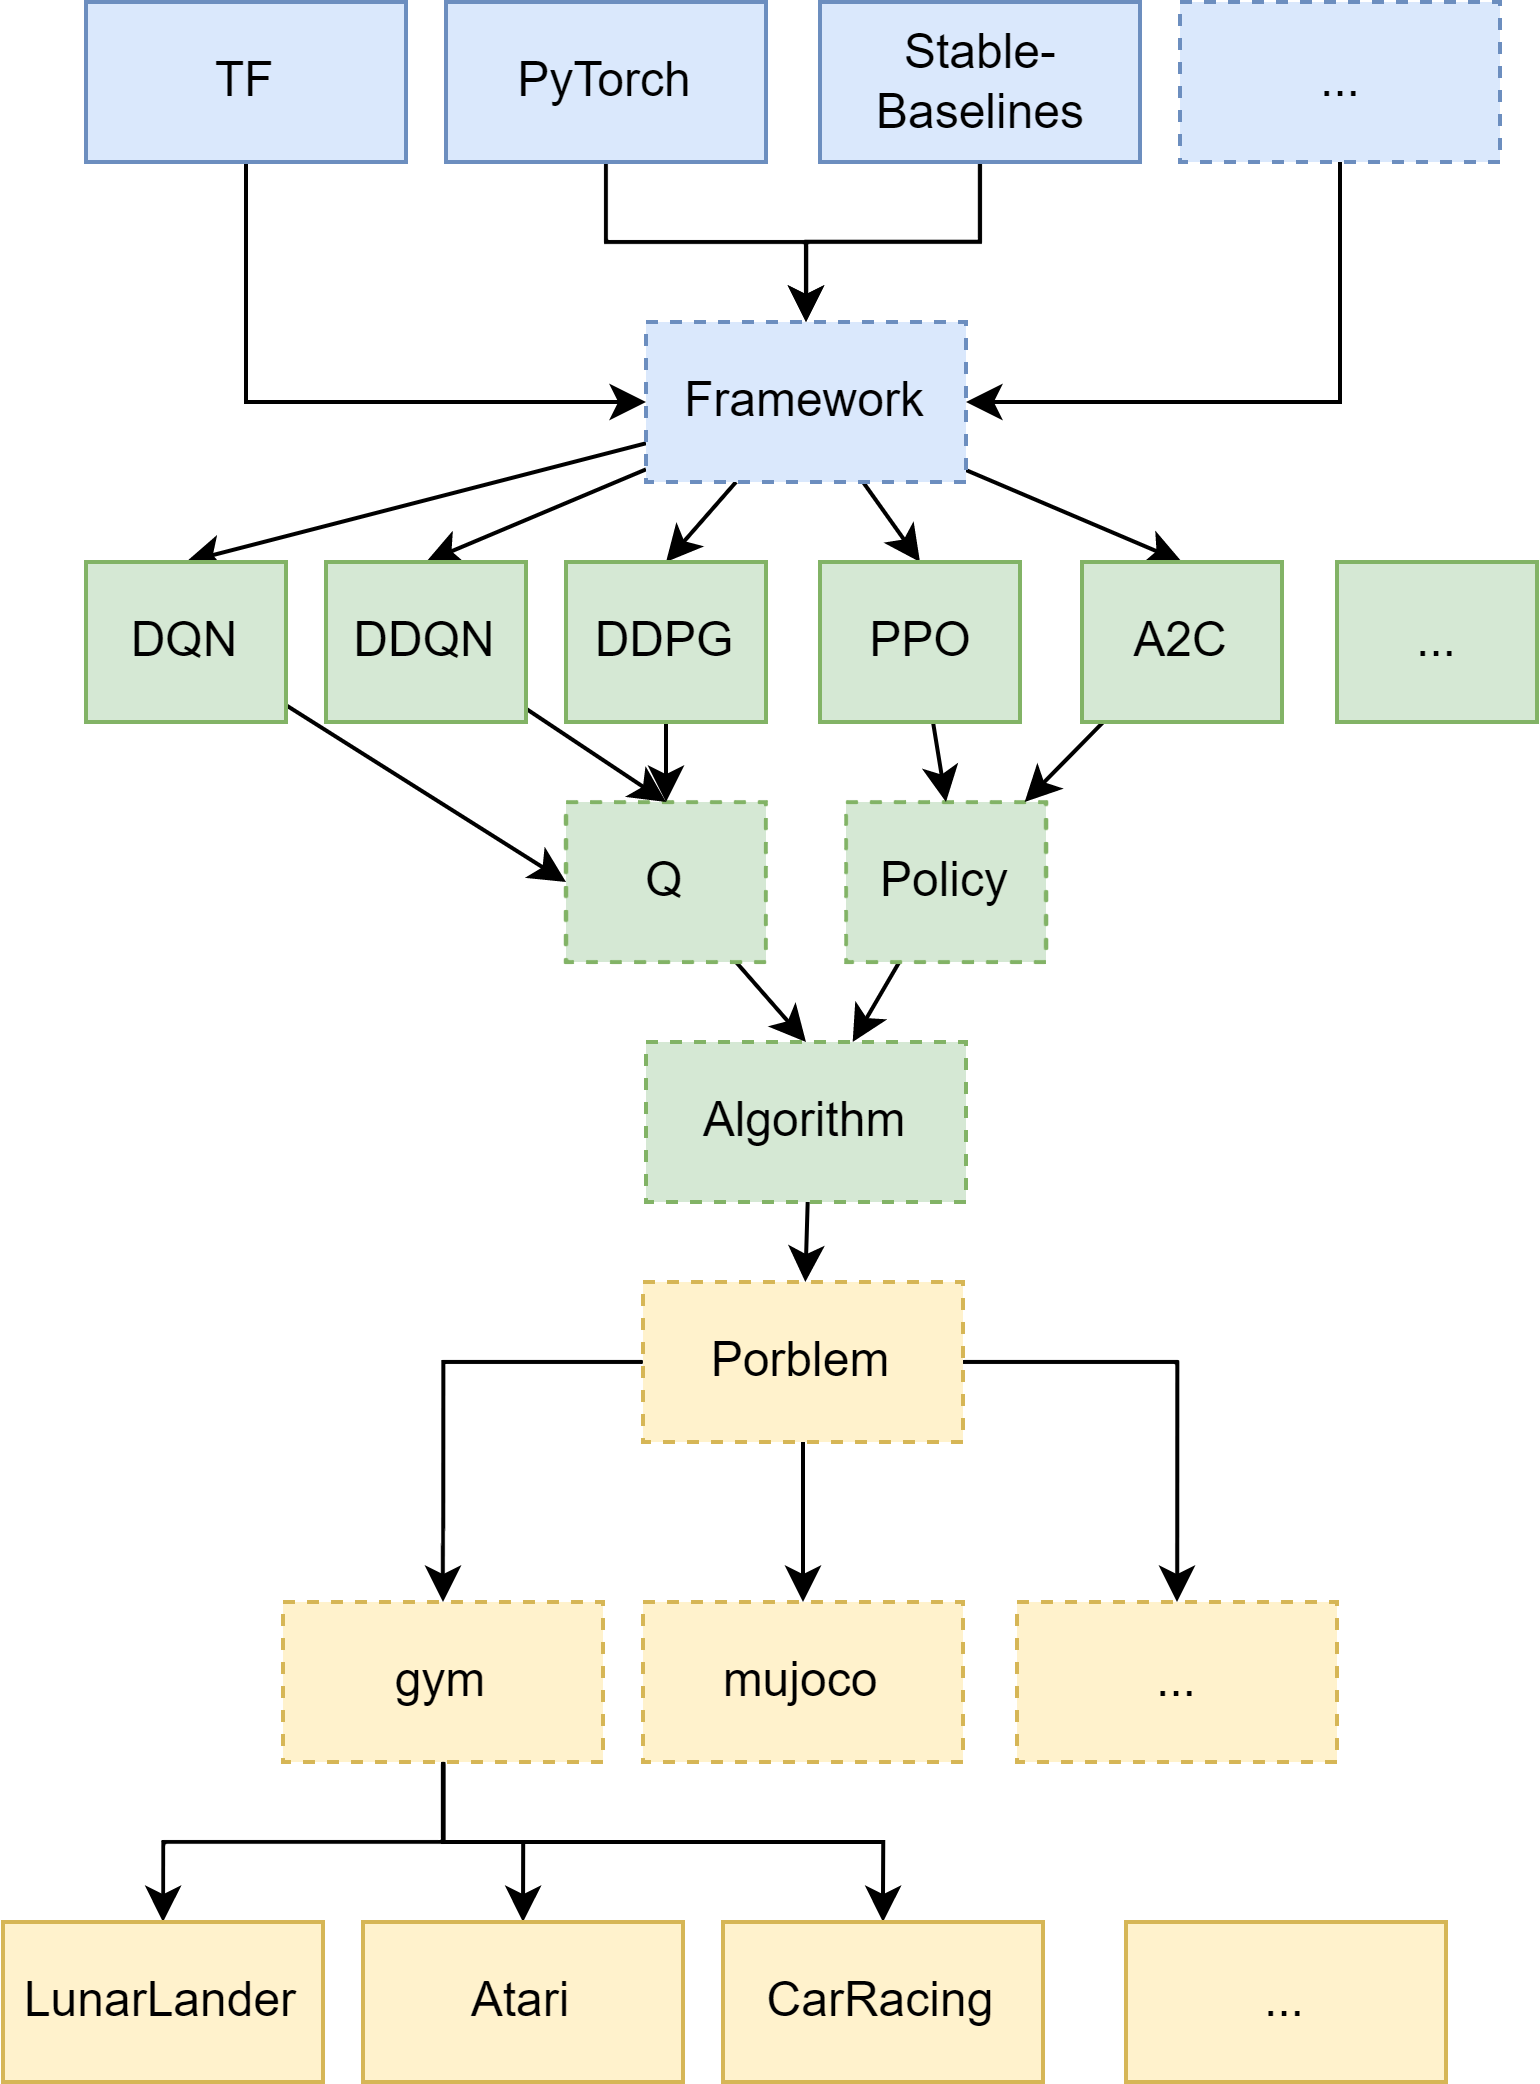 TF
PyTorch
Stable-
Baselines
...
Framework
DQN
DDQN
DDPG
PPO
A2C
...
Q
Policy
Algorithm
Porblem
gym
mujoco
...
LunarLander
Atari
CarRacing
...